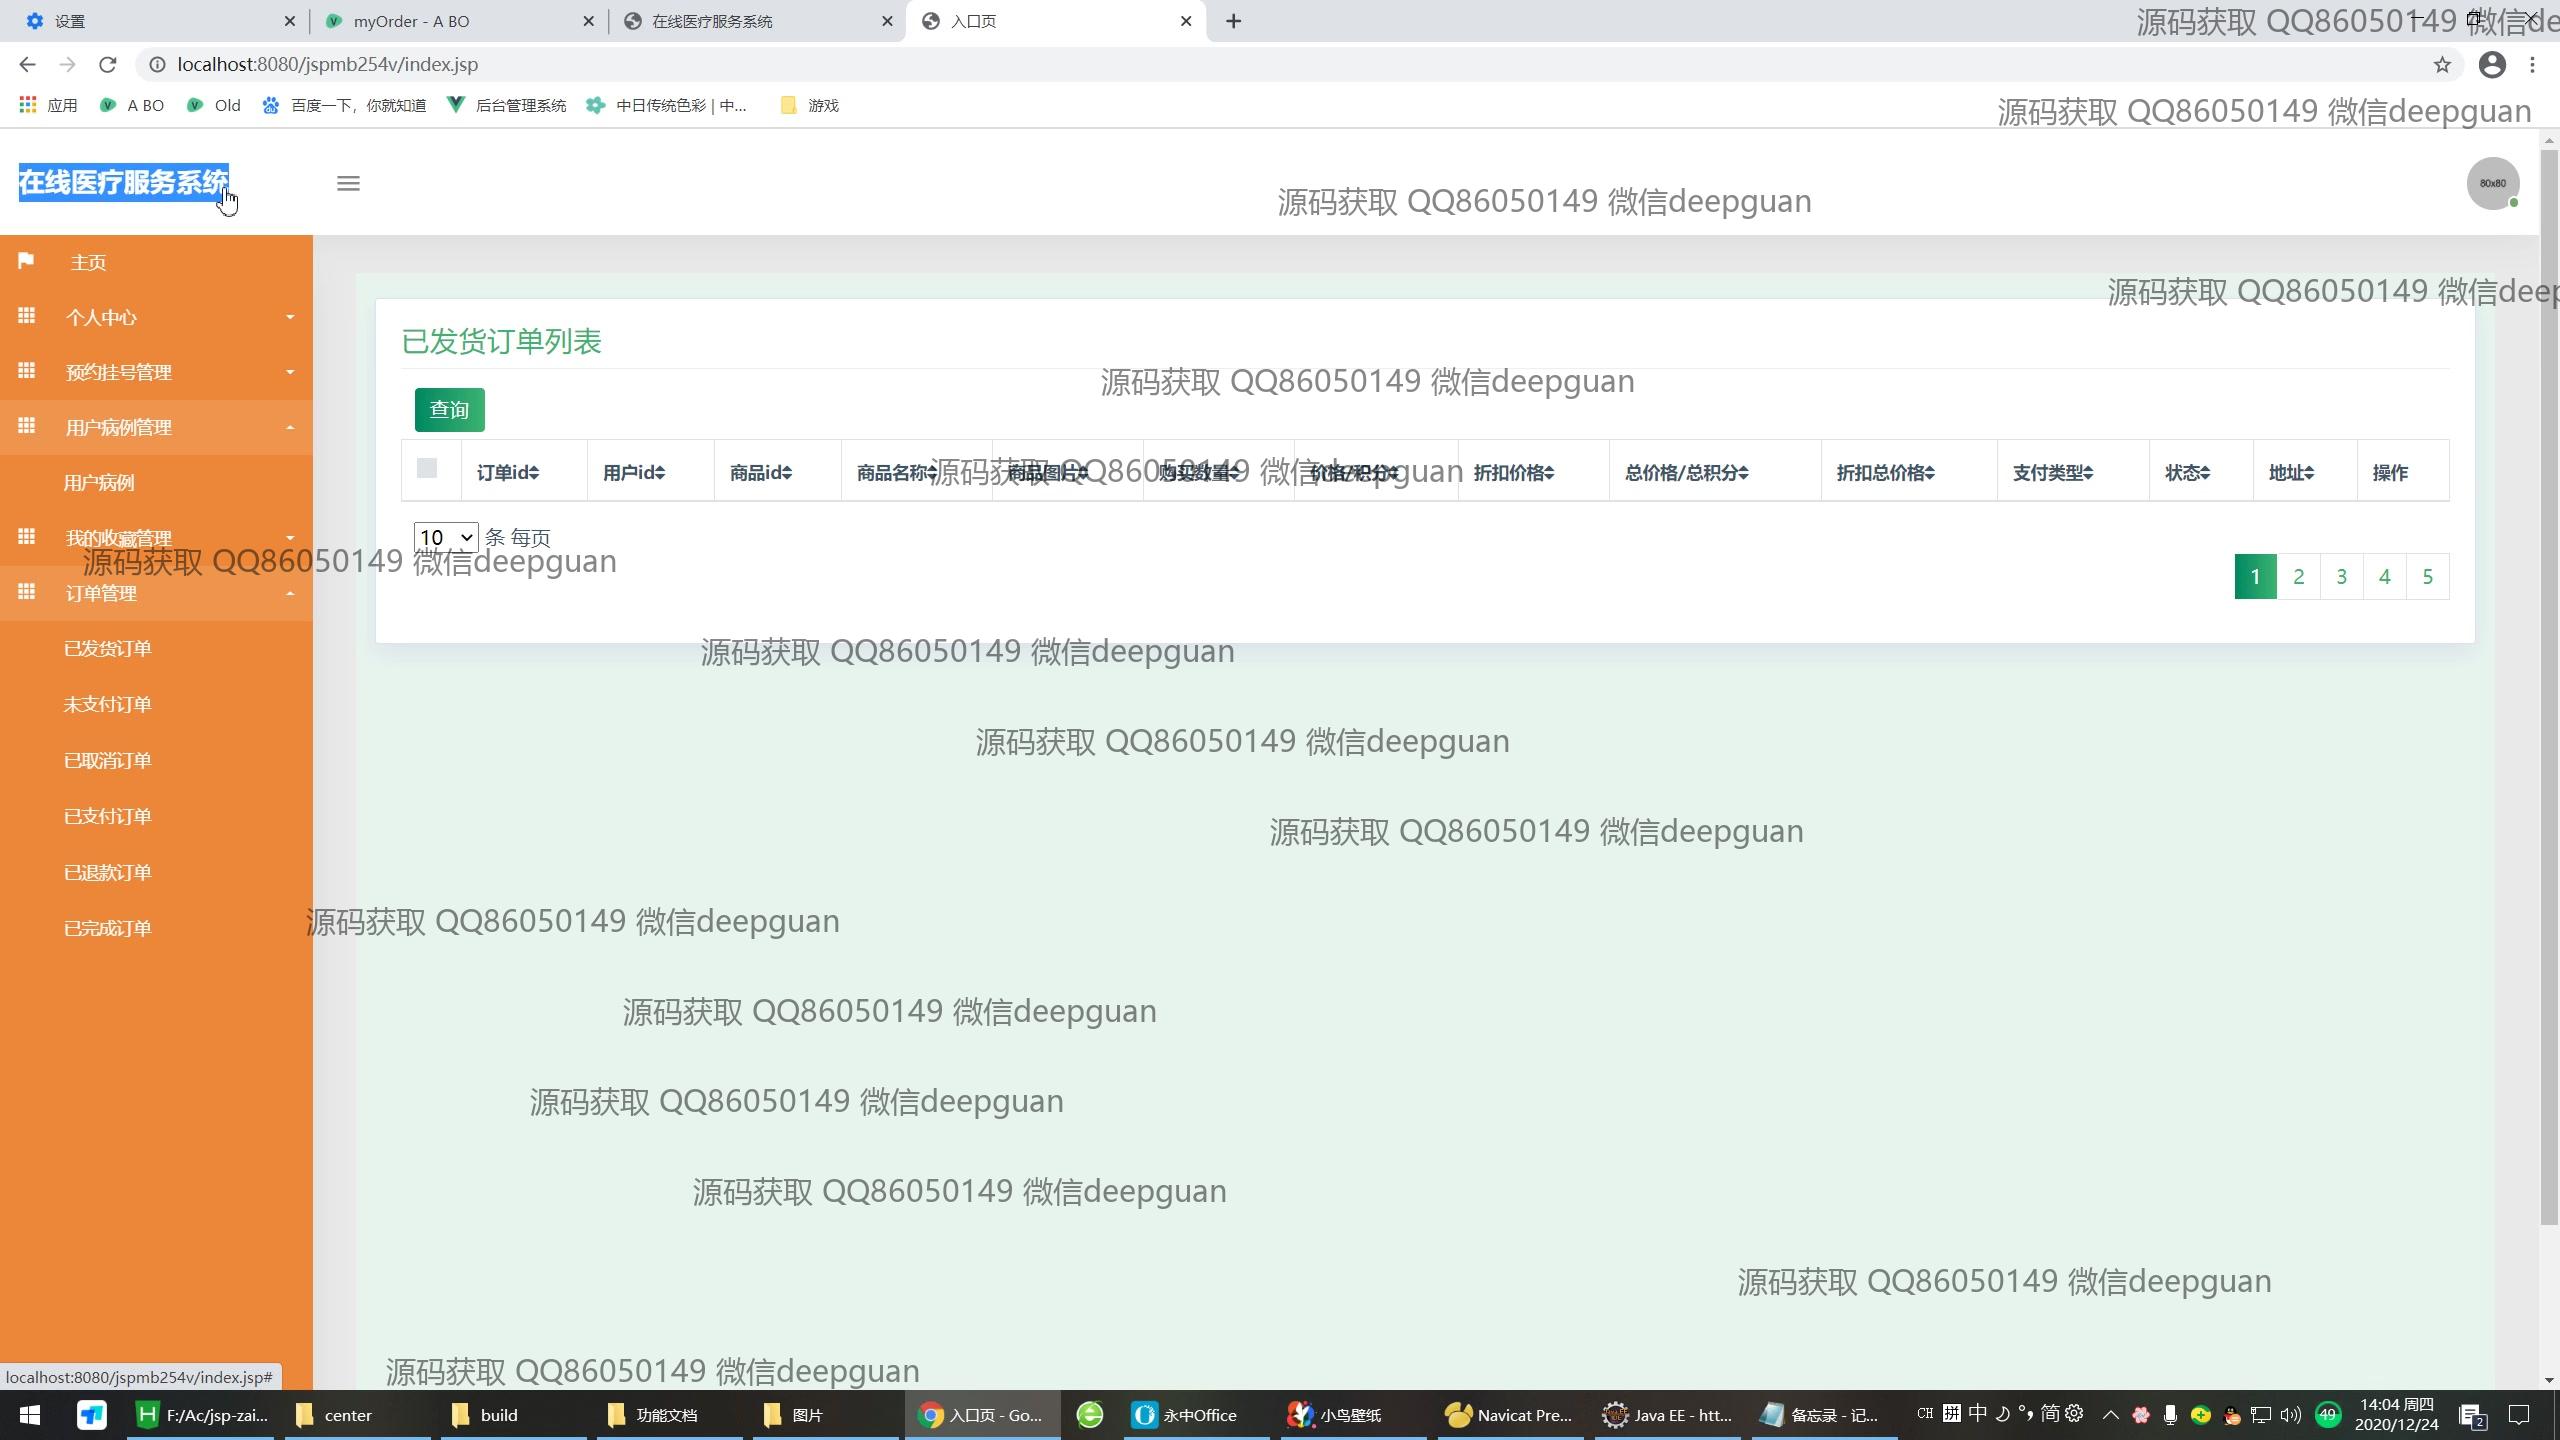 设置
myOrder - A BO
在线医疗服务系统
入口页
源码获取 QQ86050149 微信de
localhost:8080/jspmb254v/index.jsp
应用
A BO
Old
百度一下，你就知道
后台管理系统
中日传统色彩 | 中...
游戏
源码获取 QQ86050149 微信deepguan
在线医疗服务系统
80x80
源码获取 QQ86050149 微信deepguan
主页
源码获取 QQ86050149 微信deep
个人中心
已发货订单列表
预约挂号管理
源码获取 QQ86050149 微信deepguan
查询
用户病例管理
订单id
用户id
商品id
商品名称
商品图片
购买数量
价格/积分
折扣价格
总价格/总积分
折扣总价格
支付类型
状态
地址
操作
源码获取 QQ86050149 微信deepguan
用户病例
我的收藏管理
10 条 每页
源码获取 QQ86050149 微信deepguan
1 2 3 4 5
订单管理
已发货订单
源码获取 QQ86050149 微信deepguan
未支付订单
源码获取 QQ86050149 微信deepguan
已取消订单
已支付订单
源码获取 QQ86050149 微信deepguan
已退款订单
已完成订单
源码获取 QQ86050149 微信deepguan
源码获取 QQ86050149 微信deepguan
源码获取 QQ86050149 微信deepguan
源码获取 QQ86050149 微信deepguan
源码获取 QQ86050149 微信deepguan
源码获取 QQ86050149 微信deepguan
localhost:8080/jspmb254v/index.jsp#
F:/Ac/jsp-zai...
center
build
功能文档
图片
入口页 - Go...
永中Office
小鸟壁纸
Navicat Pre...
Java EE - htt...
备忘录 - 记...
CH 拼 中 简
49
14:04 周四
2020/12/24
2